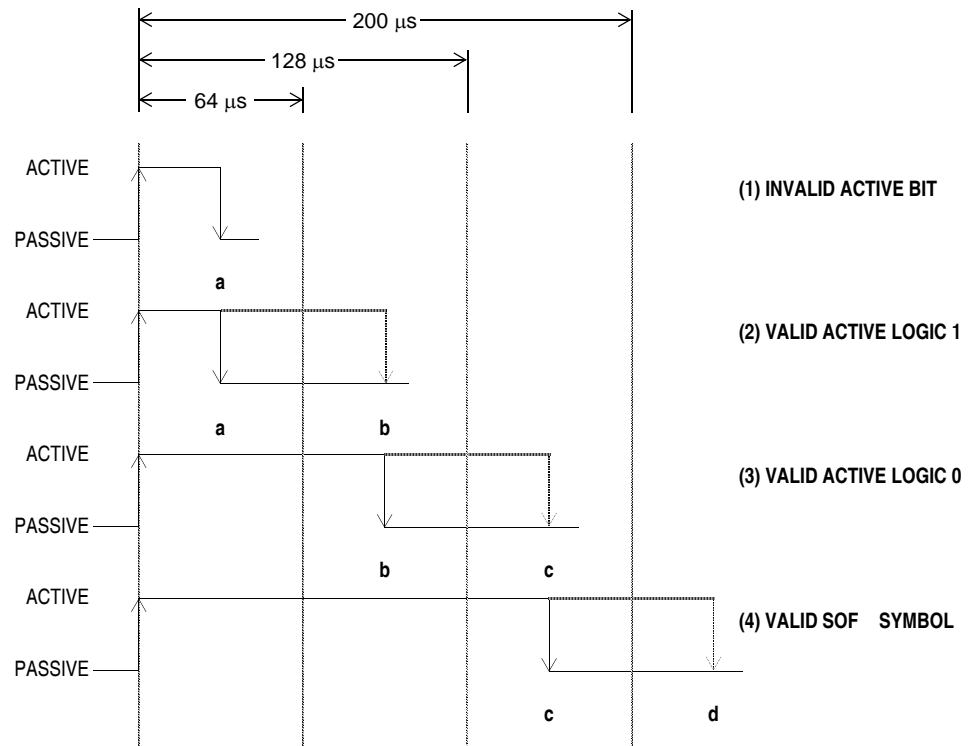 200 µs
128 µs
64 µs
ACTIVE
(1) INVALID ACTIVE BIT
PASSIVE
a
ACTIVE
(2) VALID ACTIVE LOGIC 1
PASSIVE
a b
ACTIVE
(3) VALID ACTIVE LOGIC 0
PASSIVE
b c
ACTIVE
(4) VALID SOF SYMBOL
PASSIVE
c d